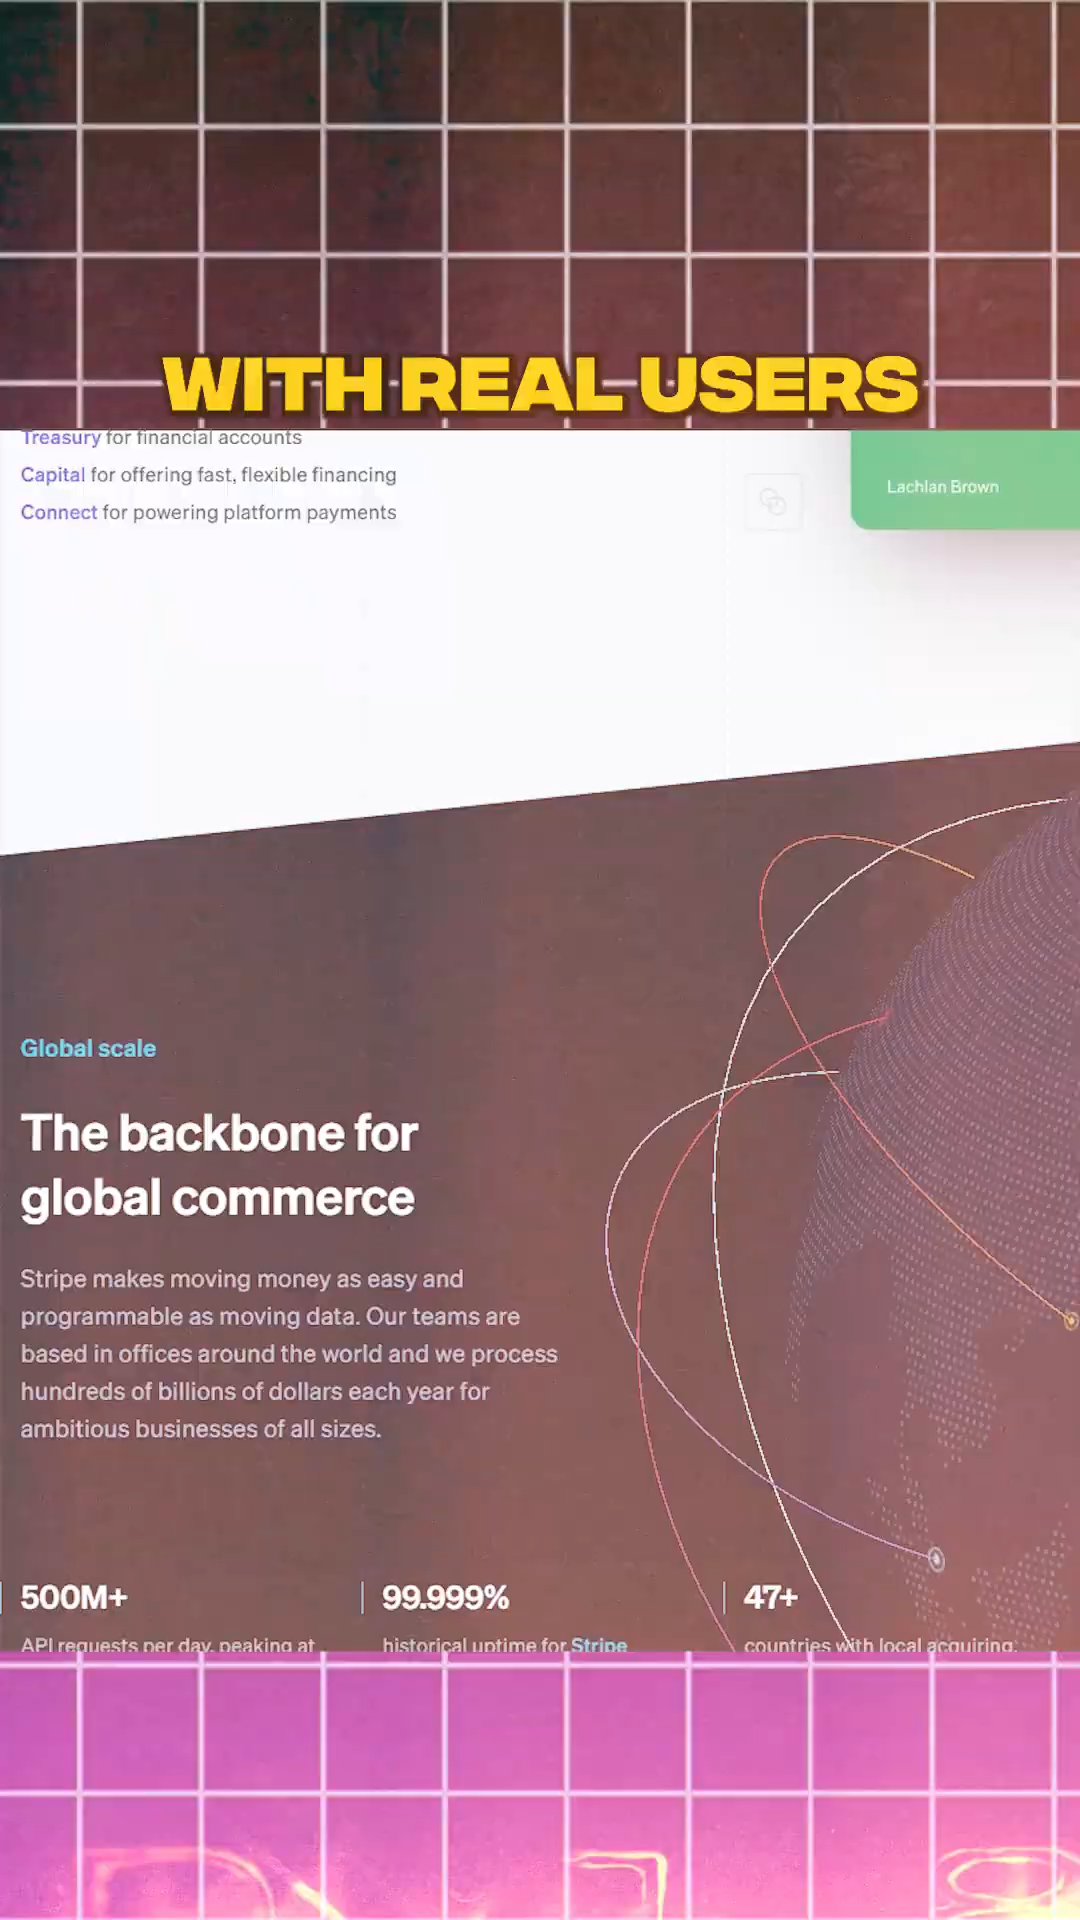 WITH REAL USERS
Treasury for financial accounts
Capital for offering fast, flexible financing
Connect for powering platform payments
Lachlan Brown
Global scale
The backbone for
global commerce
Stripe makes moving money as easy and
programmable as moving data. Our teams are
based in offices around the world and we process
hundreds of billions of dollars each year for
ambitious businesses of all sizes.
500M+
99.999%
47+
API requests per day, peaking at
historical uptime for Stripe
countries with local acquiring,